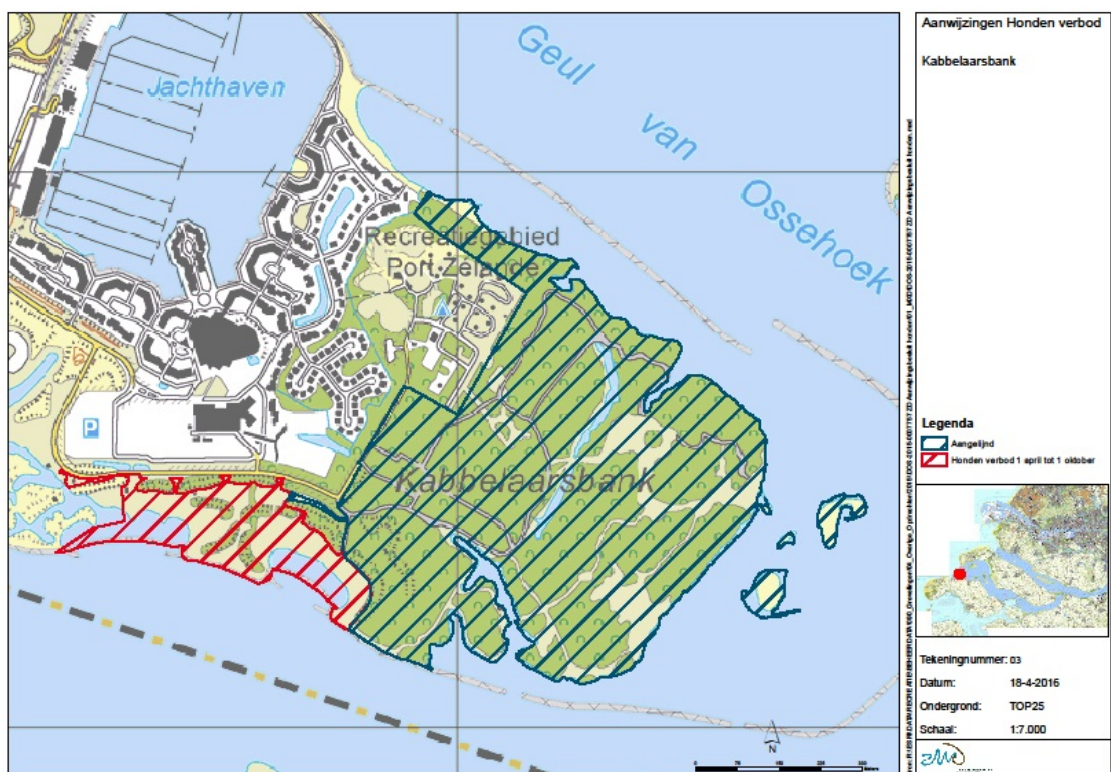 Jachthaven
Geul
van
Ossehoek
Recreatiegebied
Port Zélande
P
Kabbelaarsbank
N
Aanwijzingen Honden verbod
Kabbelaarsbank
Legenda
Aangelijnd
Honden verbod 1 april tot 1 oktober
Tekeningnummer: 03
Datum: 18-4-2016
Ondergrond: TOP25
Schaal: 1:7.000